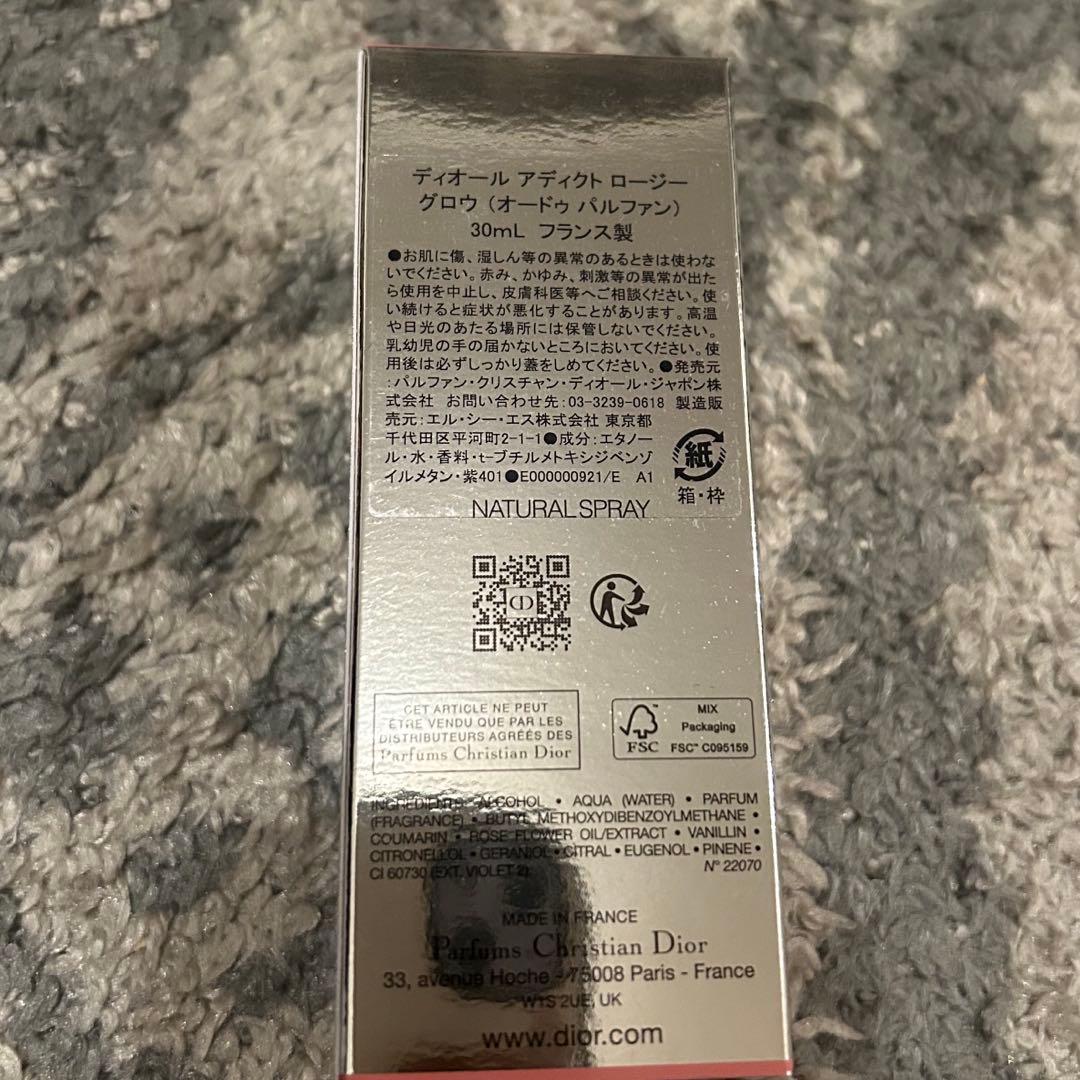 ディオール アディクト ロージー
グロウ (オードゥ パルファン)
30mL フランス製
●お肌に傷、湿しん等の異常のあるときは使わな
いでください。赤み、かゆみ、刺激等の異常が出た
ら使用を中止し、皮膚科医等へご相談ください。使
い続けると症状が悪化することがあります。高温
や日光のあたる場所には保管しないでください。
乳幼児の手の届かないところにおいてください。使
用後は必ずしっかり蓋をしめてください。●発売元
:パルファン・クリスチャン・ディオール・ジャポン株
式会社 お問い合わせ先:03-3239-0618 製造販
売元:エル・シー・エス株式会社 東京都
千代田区平河町2-1-1●成分:エタノー
ル・水・香料・t-ブチルメトキシジベンゾ
イルメタン・紫401●E000000921/E A1
紙
箱・枠
NATURAL SPRAY
CD
CET ARTICLE NE PEUT
ÊTRE VENDU QUE PAR LES
DISTRIBUTEURS AGRÉÉS DES
Parfums Christian Dior
FSC
MIX
Packaging
FSC™ C095159
INGREDIENTS: ALCOHOL • AQUA (WATER) • PARFUM
(FRAGRANCE) • BUTYL METHOXYDIBENZOYLMETHANE •
COUMARIN • ROSE FLOWER OIL/EXTRACT • VANILLIN •
CITRONELLOL • GERANIOL • CITRAL • EUGENOL • PINENE •
CI 60730 (EXT. VIOLET 2)
N° 22070
MADE IN FRANCE
Parfums Christian Dior
33, avenue Hoche - 75008 Paris - France
W1S 2UE, UK
www.dior.com